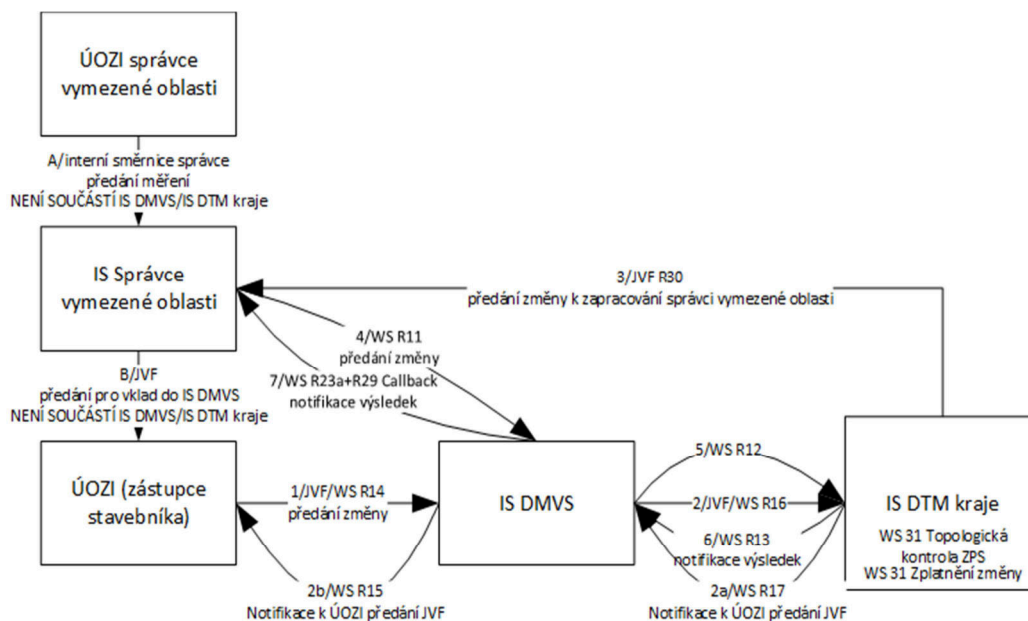 ÚOZI správce
vymezené oblasti
A/interní směrnice správce
předání měření
NENÍ SOUČÁSTÍ IS DMVS/IS DTM kraje
IS Správce
vymezené oblasti
3/JVF R30
předání změny k zapracování správci vymezené oblasti
4/WS R11
předání změny
7/WS R23a+R29 Callback
notifikace výsledek
B/JVF
předání pro vklad do IS DMVS
NENÍ SOUČÁSTÍ IS DMVS/IS DTM kraje
ÚOZI (zástupce
stavebníka)
1/JVF/WS R14
předání změny
IS DMVS
5/WS R12
2/JVF/WS R16
6/WS R13
notifikace výsledek
IS DTM kraje
WS 31 Topologická
kontrola ZPS
WS 31 Zplatnění změny
2b/WS R15
Notifikace k ÚOZI předání JVF
2a/WS R17
Notifikace k ÚOZI předání JVF